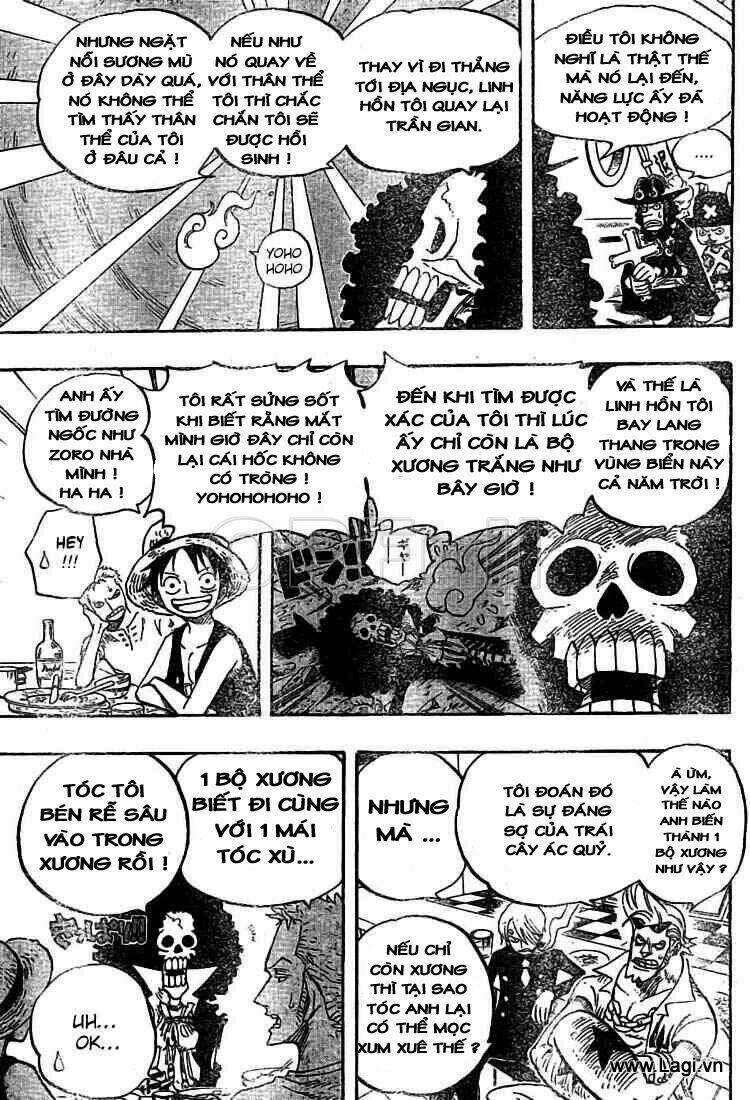 ĐIỀU TÔI KHÔNG
NGHĨ LÀ THẬT THẾ
MÀ NÓ LẠI ĐẾN,
NĂNG LỰC ẤY ĐÃ
HOẠT ĐỘNG !
....
THAY VÌ ĐI THẲNG
TỚI ĐỊA NGỤC, LINH
HỒN TÔI QUAY LẠI
TRẦN GIAN.
NẾU NHƯ
NÓ QUAY VỀ
VỚI THÂN THỂ
TÔI THÌ CHẮC
CHẮN TÔI SẼ
ĐƯỢC HỒI
SINH !
NHƯNG NGẶT
NỖI SƯƠNG MÙ
Ở ĐÂY DÀY QUÁ,
NÓ KHÔNG THỂ
TÌM THẤY THÂN
THỂ CỦA TÔI
Ở ĐÂU CẢ !
YOHO
HOHO
VÀ THẾ LÀ
LINH HỒN TÔI
BAY LANG
THANG TRONG
VÙNG BIỂN NÀY
CẢ NĂM TRỜI !
ĐẾN KHI TÌM ĐƯỢC
XÁC CỦA TÔI THÌ LÚC
ẤY CHỈ CÒN LÀ BỘ
XƯƠNG TRẮNG NHƯ
BÂY GIỜ !
TÔI RẤT SỬNG SỐT
KHI BIẾT RẰNG MẮT
MÌNH GIỜ ĐÂY CHỈ CÒN
LẠI CÁI HỐC KHÔNG
CÓ TRÒNG !
YOHOHOHOHO !
ANH ẤY
TÌM ĐƯỜNG
NGỐC NHƯ
ZORO NHÀ
MÌNH !
HA HA !
HEY
!!!
À ỪM,
VẬY LÀM
THẾ NÀO
ANH BIẾN
THÀNH 1
BỘ XƯƠNG
NHƯ VẬY ?
TÔI ĐOÁN ĐÓ
LÀ SỰ ĐÁNG
SỢ CỦA TRÁI
CÂY ÁC QUỶ.
NHƯNG
MÀ ...
NẾU CHỈ
CÒN XƯƠNG
THÌ TẠI SAO
TÓC ANH LẠI
CÓ THỂ MỌC
XUM XUÊ THẾ ?
1 BỘ XƯƠNG
BIẾT ĐI CÙNG
VỚI 1 MÁI
TÓC XÙ...
TÓC TÔI
BÉN RỄ SÂU
VÀO TRONG
XƯƠNG RỒI !
UH...
OK...
www.Lagi.vn